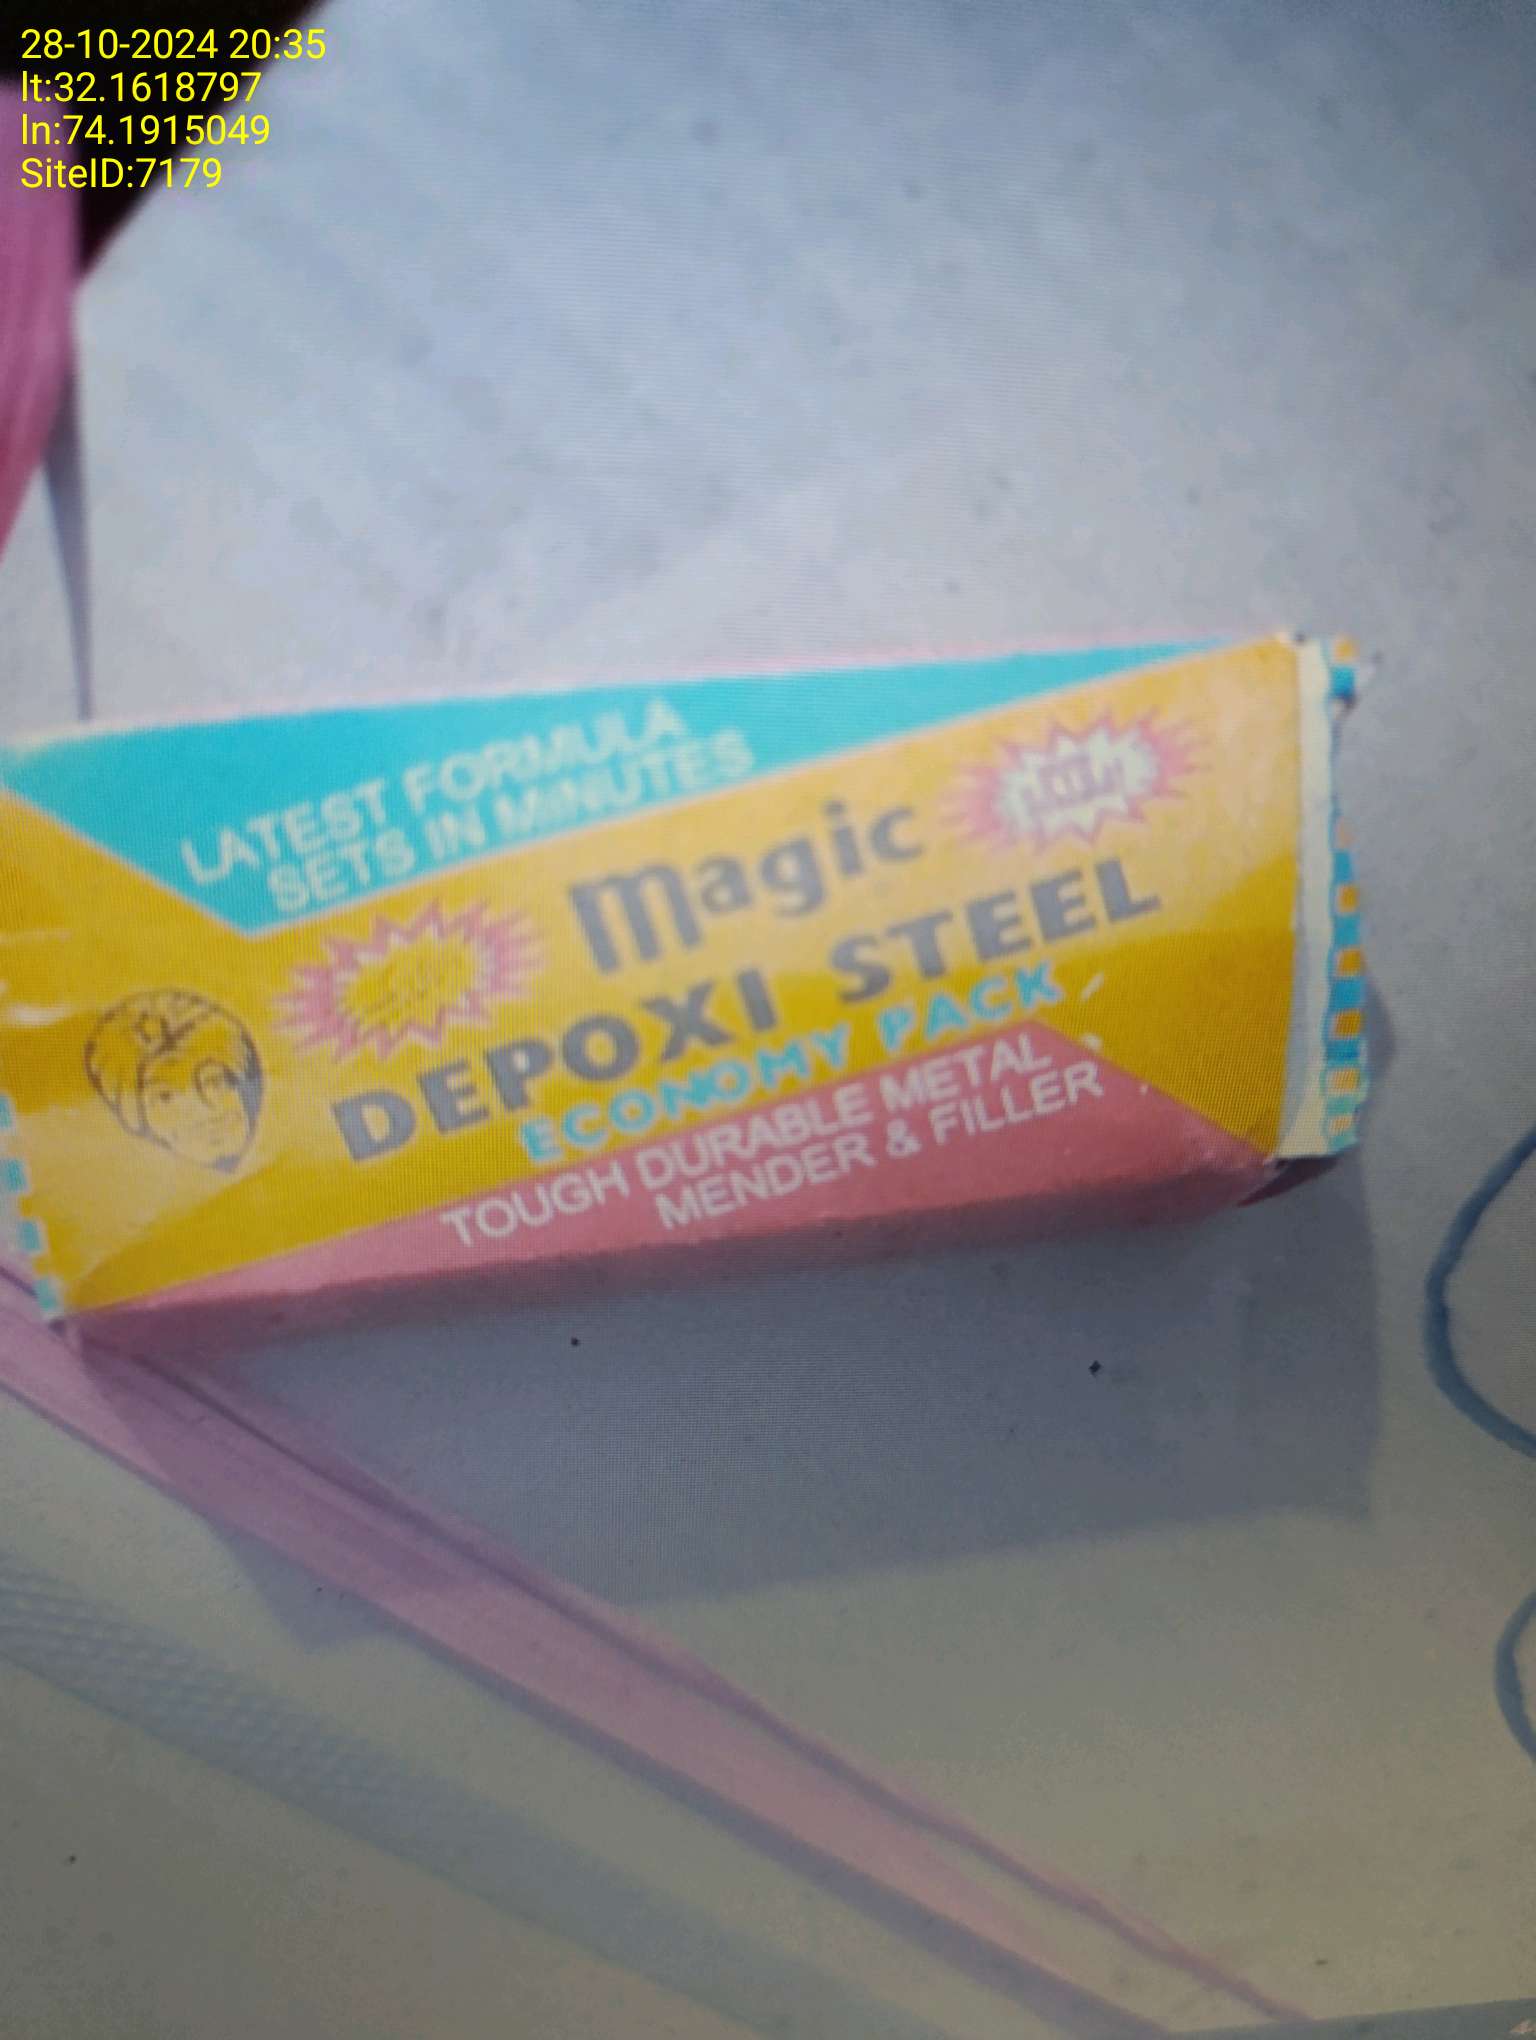 28-10-2024 20:35
lt:32.1618797
ln:74.1915049
SiteID:7179
LATEST FORMULA
SETS IN MINUTES
magic
DEPOXI STEEL
ECONOMY PACK
TOUGH DURABLE METAL
MENDER & FILLER